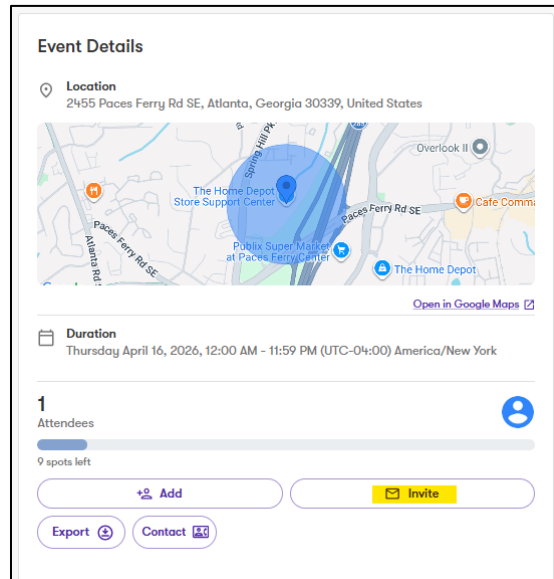 Event Details
Location
2455 Paces Ferry Rd SE, Atlanta, Georgia 30339, United States
Spring Hill Pk
Overlook II
The Home Depot
Store Support Center
Cafe Comma
Paces Ferry Rd SE
Paces Ferry Rd SE
Atlanta Rd
Publix Super Market
at Paces Ferry Center
The Home Depot
Open in Google Maps
Duration
Thursday April 16, 2026, 12:00 AM - 11:59 PM (UTC-04:00) America/New York
1
Attendees
9 spots left
Add
Invite
Export
Contact